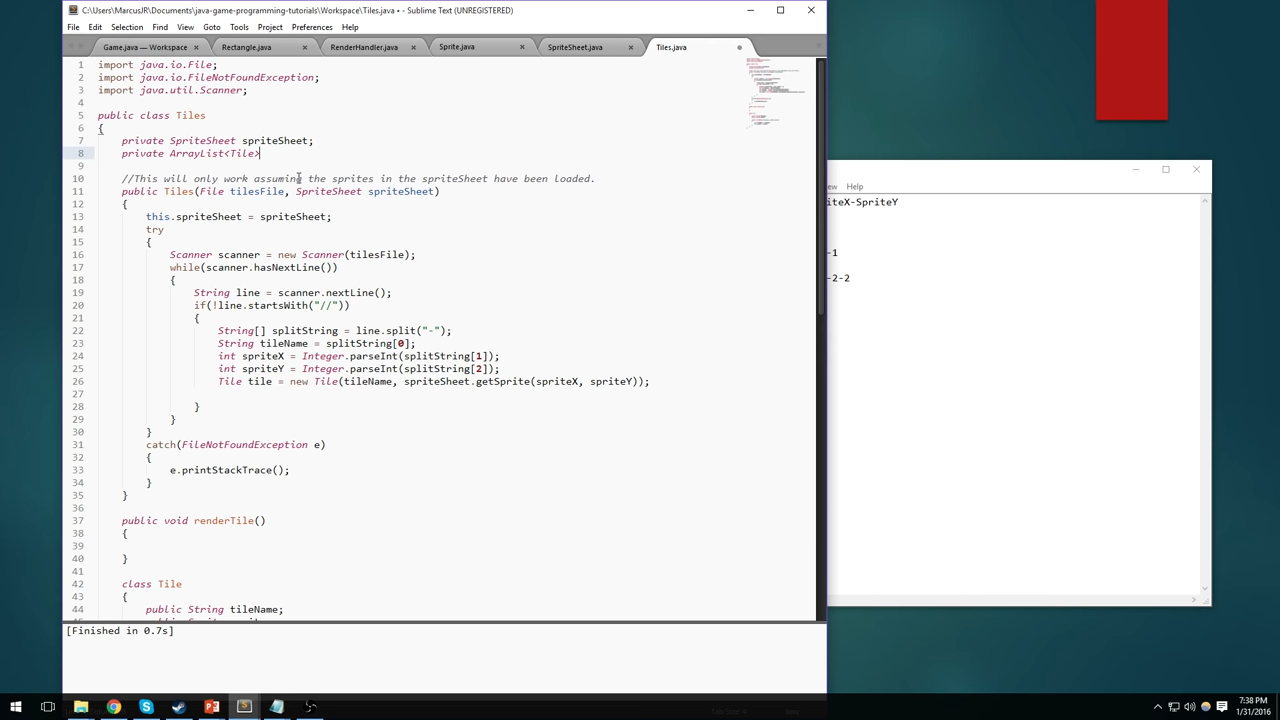 C:\Users\MarcusJR\Documents\java-game-programming-tutorials\Workspace\Tiles.java • - Sublime Text (UNREGISTERED)
File Edit Selection Find View Goto Tools Project Preferences Help
Game.java — Workspace Rectangle.java RenderHandler.java Sprite.java SpriteSheet.java Tiles.java
1 import java.io.File;
2 import java.io.FileNotFoundException;
3 import java.util.Scanner;
4
5 public class Tiles
6 {
7 private SpriteSheet spriteSheet;
8 private ArrayList<Tile>
9
10 //This will only work assuming the sprites in the spriteSheet have been loaded.
11 public Tiles(File tilesFile, SpriteSheet spriteSheet)
12 {
13 this.spriteSheet = spriteSheet;
14 try
15 {
16 Scanner scanner = new Scanner(tilesFile);
17 while(scanner.hasNextLine())
18 {
19 String line = scanner.nextLine();
20 if(!line.startsWith("//"))
21 {
22 String[] splitString = line.split("-");
23 String tileName = splitString[0];
24 int spriteX = Integer.parseInt(splitString[1]);
25 int spriteY = Integer.parseInt(splitString[2]);
26 Tile tile = new Tile(tileName, spriteSheet.getSprite(spriteX, spriteY));
27
28 }
29 }
30 }
31 catch(FileNotFoundException e)
32 {
33 e.printStackTrace();
34 }
35 }
36
37 public void renderTile()
38 {
39
40 }
41
42 class Tile
43 {
44 public String tileName;
[Finished in 0.7s]
ew Help
iteX-SpriteY
-1
-2-2
7:38 PM
1/31/2016